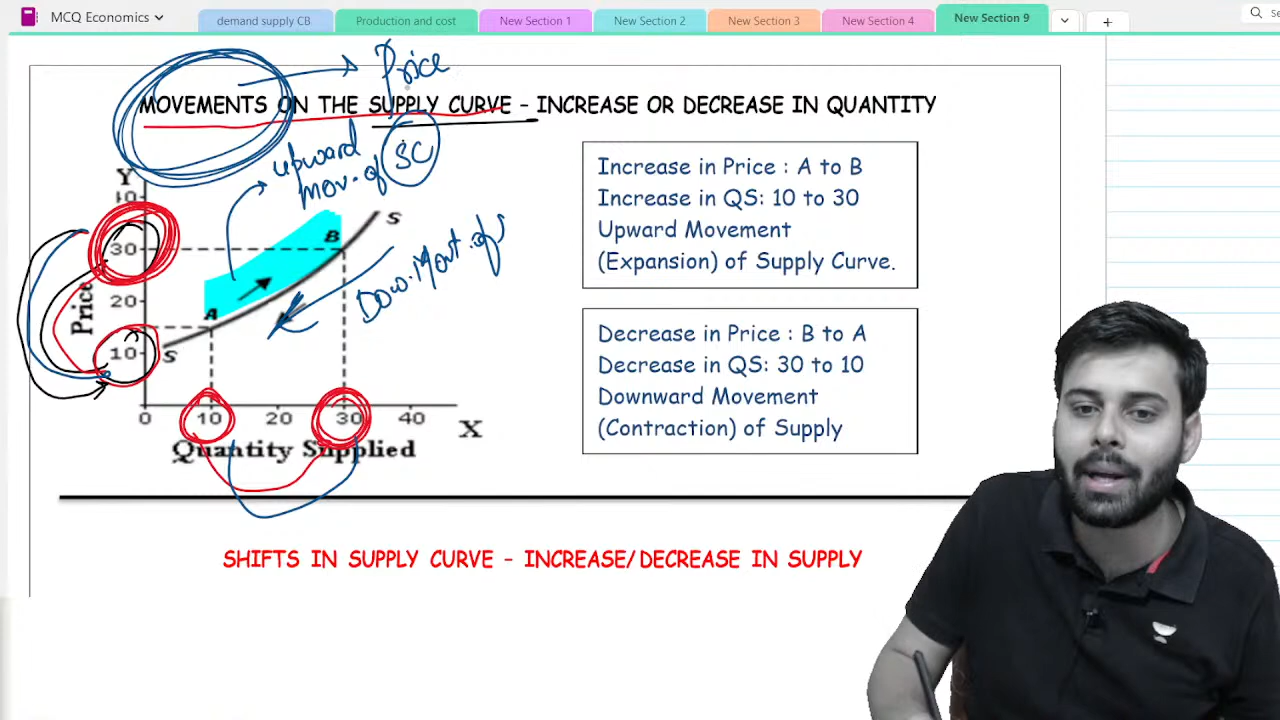 MCQ Economics
demand supply CB
Production and cost
New Section 1
New Section 2
New Section 3
New Section 4
New Section 9
Price
MOVEMENTS ON THE SUPPLY CURVE - INCREASE OR DECREASE IN QUANTITY
upward
mov. of SC
Y
40
30
20
10
Price
S
B
A
S
0 10 20 30 40
X
Quantity Supplied
Increase in Price : A to B
Increase in QS: 10 to 30
Upward Movement
(Expansion) of Supply Curve.
Decrease in Price : B to A
Decrease in QS: 30 to 10
Downward Movement
(Contraction) of Supply
SHIFTS IN SUPPLY CURVE - INCREASE/DECREASE IN SUPPLY